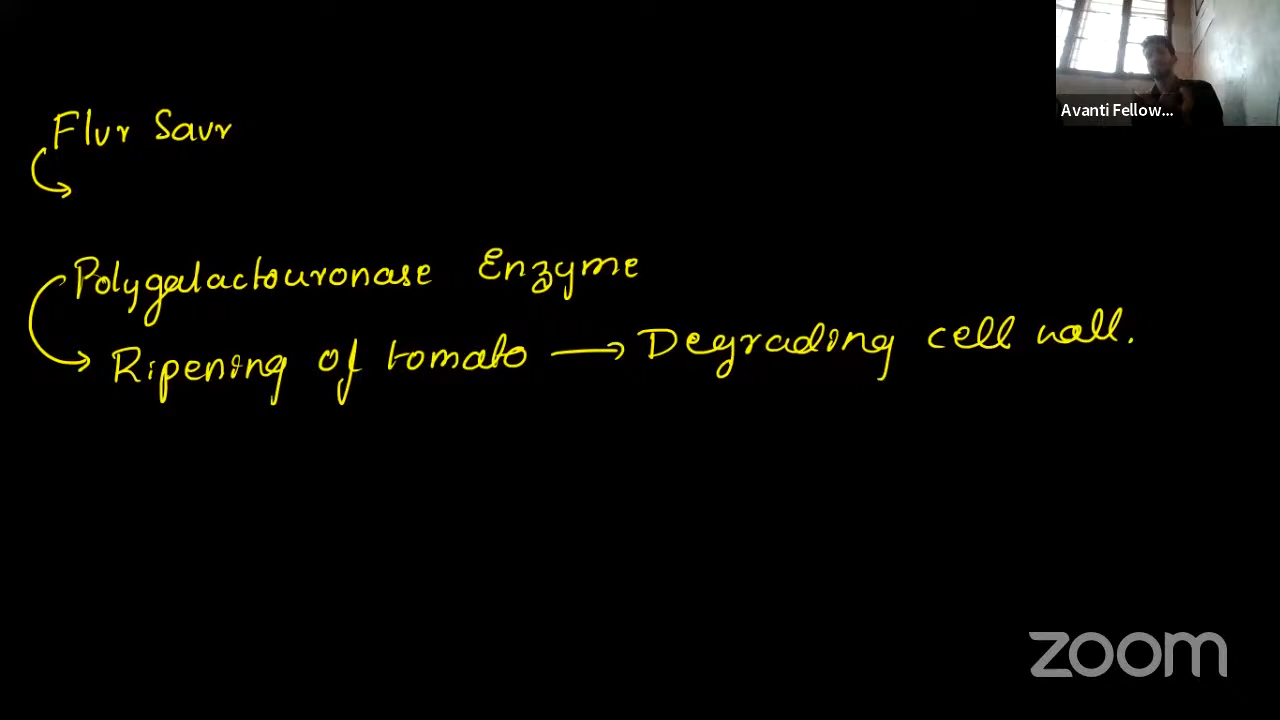 Avanti Fellow...
Flvr Savr
Polygalactouronase Enzyme
Ripening of tomato → Degrading cell wall.
zoom